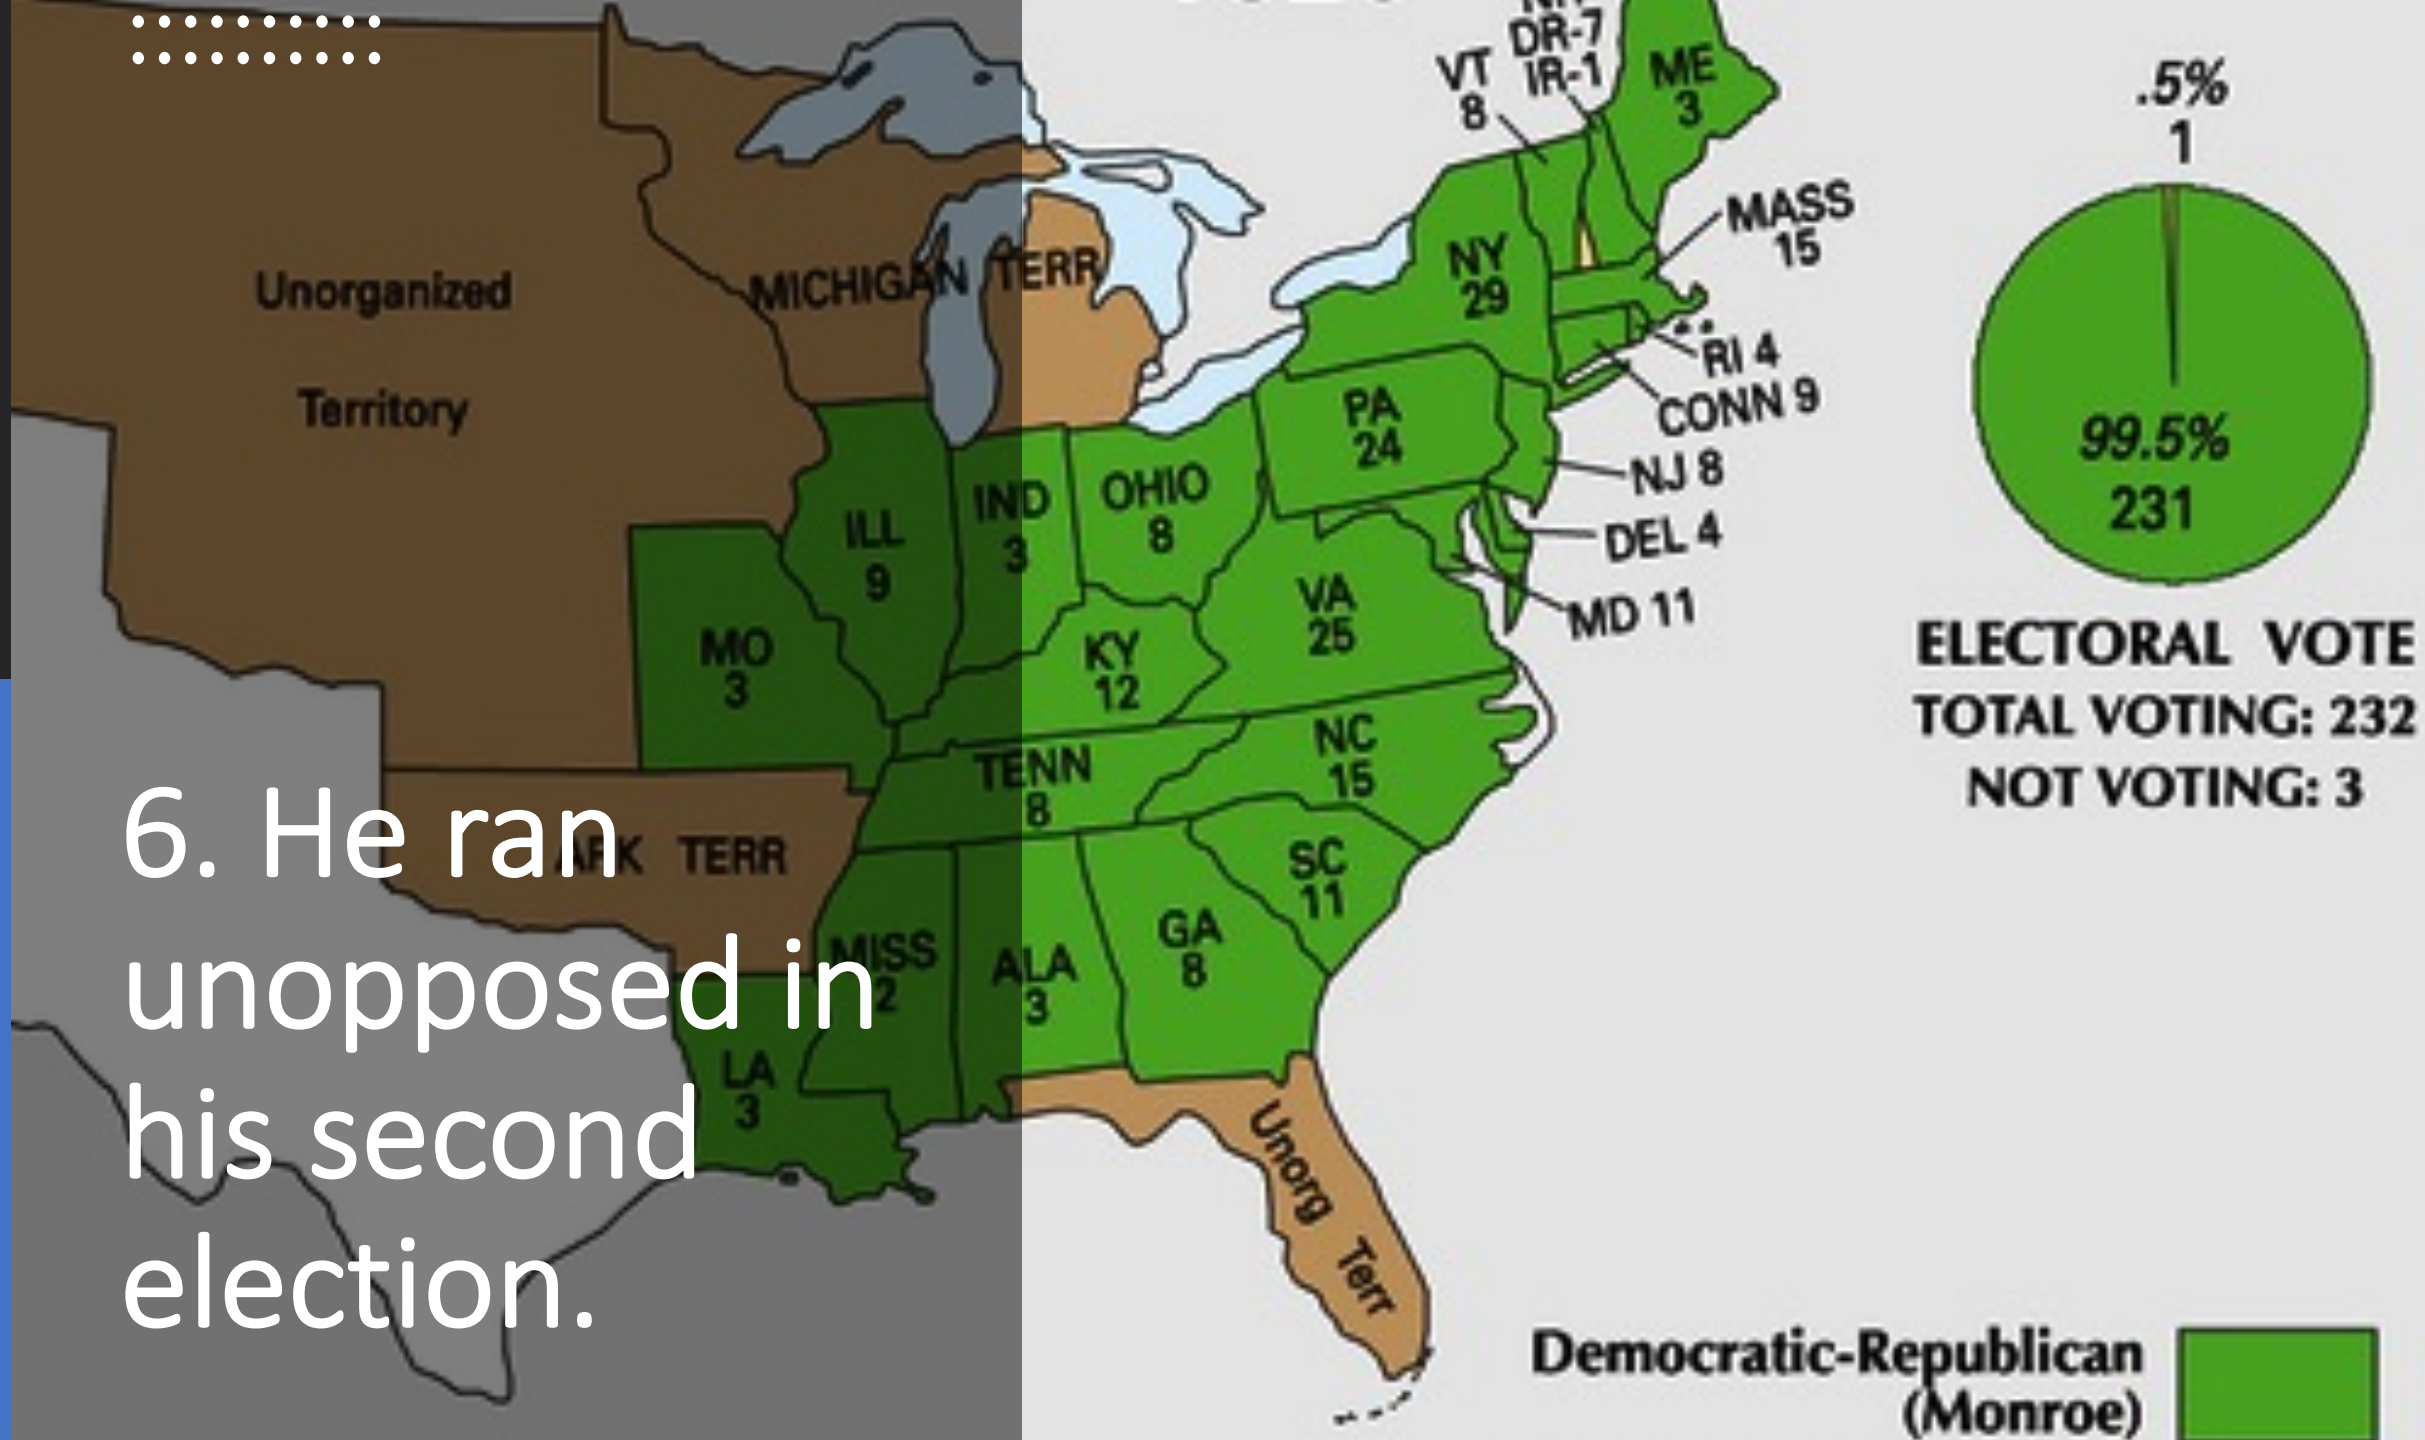 6. He ran
unopposed in
his second
election.
Unorganized
Territory
MICHIGAN TERR
ARK TERR
MO
3
ILL
9
IND
3
OHIO
8
KY
12
TENN
8
MISS
2
ALA
3
LA
3
GA
8
SC
11
NC
15
VA
25
PA
24
NY
29
VT
8
DR-7
IR-1
ME
3
MASS
15
RI 4
CONN 9
NJ 8
DEL 4
MD 11
Unorg Terr
.5%
1
99.5%
231
ELECTORAL VOTE
TOTAL VOTING: 232
NOT VOTING: 3
Democratic-Republican
(Monroe)